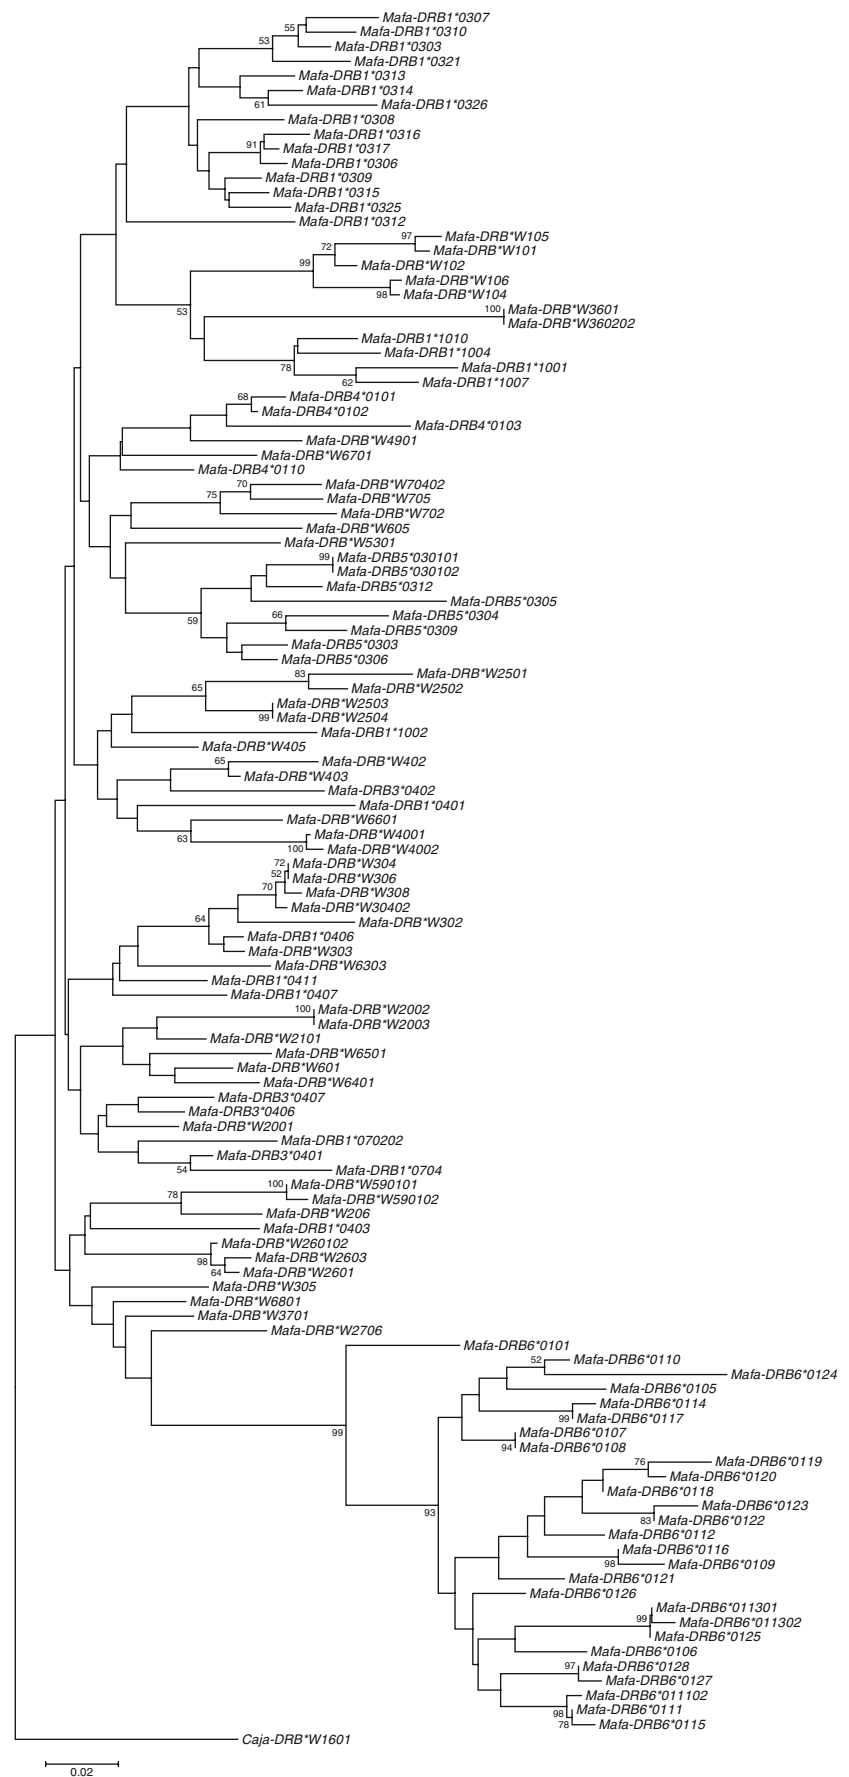 Mafa-DRB1*0307
55
Mafa-DRB1*0310
53
Mafa-DRB1*0303
Mafa-DRB1*0321
Mafa-DRB1*0313
Mafa-DRB1*0314
61
Mafa-DRB1*0326
Mafa-DRB1*0308
Mafa-DRB1*0316
91
Mafa-DRB1*0317
Mafa-DRB1*0306
Mafa-DRB1*0309
Mafa-DRB1*0315
Mafa-DRB1*0325
Mafa-DRB1*0312
97
Mafa-DRB*W105
72
Mafa-DRB*W101
99
Mafa-DRB*W102
Mafa-DRB*W106
98
Mafa-DRB*W104
53
100
Mafa-DRB*W3601
Mafa-DRB*W360202
Mafa-DRB1*1010
Mafa-DRB1*1004
78
Mafa-DRB1*1001
62
Mafa-DRB1*1007
68
Mafa-DRB4*0101
Mafa-DRB4*0102
Mafa-DRB4*0103
Mafa-DRB*W4901
Mafa-DRB*W6701
Mafa-DRB4*0110
70
Mafa-DRB*W70402
75
Mafa-DRB*W705
Mafa-DRB*W702
Mafa-DRB*W605
Mafa-DRB*W5301
99
Mafa-DRB5*030101
Mafa-DRB5*030102
Mafa-DRB5*0312
Mafa-DRB5*0305
59
66
Mafa-DRB5*0304
Mafa-DRB5*0309
Mafa-DRB5*0303
Mafa-DRB5*0306
83
Mafa-DRB*W2501
65
Mafa-DRB*W2502
Mafa-DRB*W2503
99
Mafa-DRB*W2504
Mafa-DRB1*1002
Mafa-DRB*W405
65
Mafa-DRB*W402
Mafa-DRB*W403
Mafa-DRB3*0402
Mafa-DRB1*0401
Mafa-DRB*W6601
63
Mafa-DRB*W4001
100
Mafa-DRB*W4002
72
Mafa-DRB*W304
52
Mafa-DRB*W306
70
Mafa-DRB*W308
Mafa-DRB*W30402
64
Mafa-DRB*W302
Mafa-DRB1*0406
Mafa-DRB*W303
Mafa-DRB*W6303
Mafa-DRB1*0411
Mafa-DRB1*0407
100
Mafa-DRB*W2002
Mafa-DRB*W2003
Mafa-DRB*W2101
Mafa-DRB*W6501
Mafa-DRB*W601
Mafa-DRB*W6401
Mafa-DRB3*0407
Mafa-DRB3*0406
Mafa-DRB*W2001
Mafa-DRB1*070202
Mafa-DRB3*0401
54
Mafa-DRB1*0704
100
Mafa-DRB*W590101
78
Mafa-DRB*W590102
Mafa-DRB*W206
Mafa-DRB1*0403
Mafa-DRB*W260102
98
Mafa-DRB*W2603
64
Mafa-DRB*W2601
Mafa-DRB*W305
Mafa-DRB*W6801
Mafa-DRB*W3701
Mafa-DRB*W2706
99
Mafa-DRB6*0101
52
Mafa-DRB6*0110
Mafa-DRB6*0124
Mafa-DRB6*0105
Mafa-DRB6*0114
99
Mafa-DRB6*0117
Mafa-DRB6*0107
94
Mafa-DRB6*0108
93
76
Mafa-DRB6*0119
Mafa-DRB6*0120
Mafa-DRB6*0118
Mafa-DRB6*0123
83
Mafa-DRB6*0122
Mafa-DRB6*0112
Mafa-DRB6*0116
98
Mafa-DRB6*0109
Mafa-DRB6*0121
Mafa-DRB6*0126
Mafa-DRB6*011301
99
Mafa-DRB6*011302
Mafa-DRB6*0125
Mafa-DRB6*0106
97
Mafa-DRB6*0128
Mafa-DRB6*0127
Mafa-DRB6*011102
98
Mafa-DRB6*0111
78
Mafa-DRB6*0115
Caja-DRB*W1601
0.02